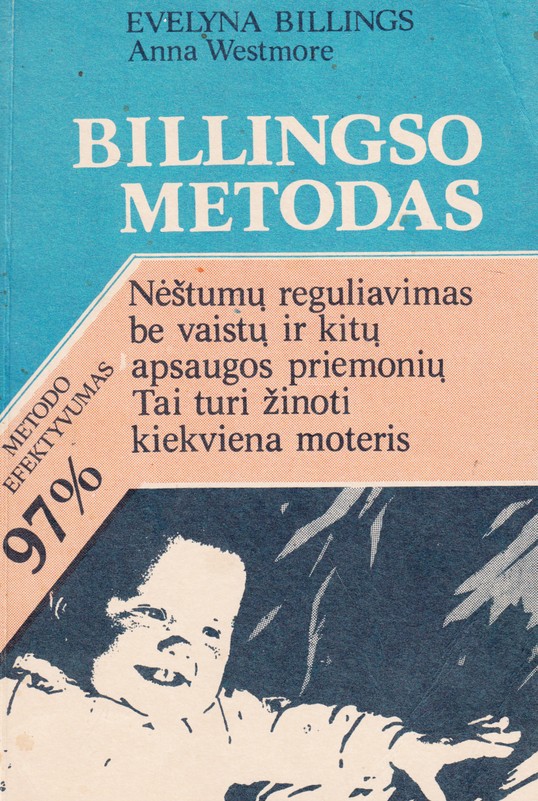 EVELYNA BILLINGS
Anna Westmore
BILLINGSO
METODAS
Nėštumų reguliavimas
be vaistų ir kitų
apsaugos priemonių
Tai turi žinoti
kiekviena moteris
METODO
EFEKTYVUMAS
97%